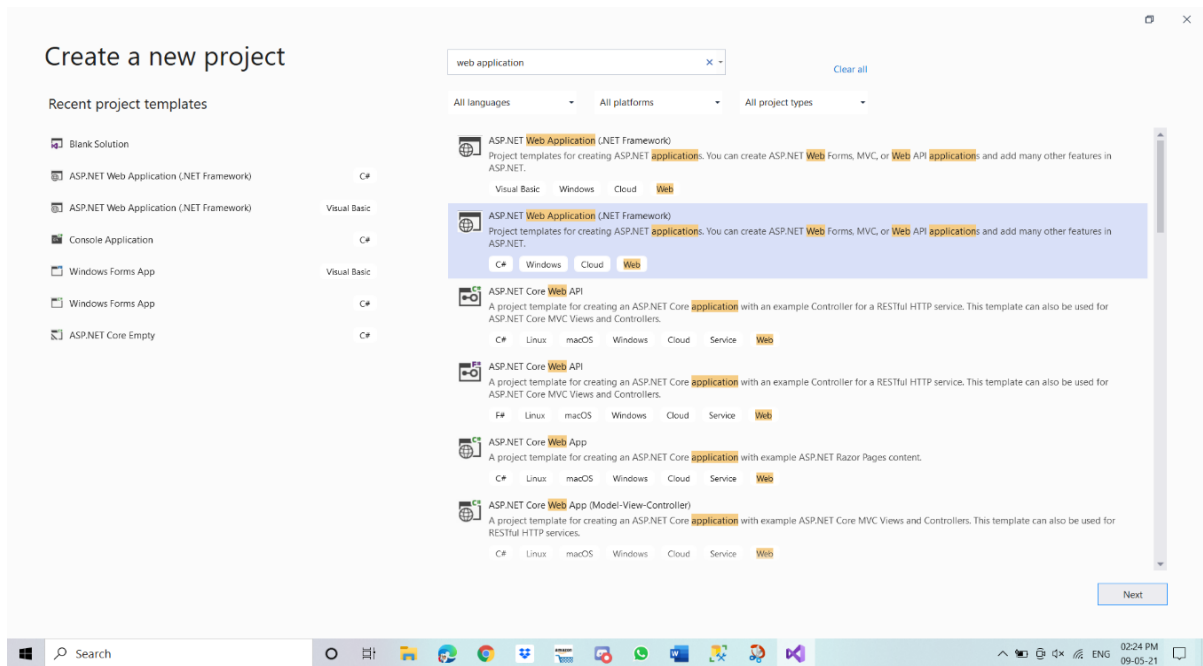 Create a new project
Recent project templates
Blank Solution
ASP.NET Web Application (.NET Framework) C#
ASP.NET Web Application (.NET Framework) Visual Basic
Console Application C#
Windows Forms App Visual Basic
Windows Forms App C#
ASP.NET Core Empty C#
web application
Clear all
All languages All platforms All project types
ASP.NET Web Application (.NET Framework)
Project templates for creating ASP.NET applications. You can create ASP.NET Web Forms, MVC, or Web API applications and add many other features in
ASP.NET.
Visual Basic Windows Cloud Web
ASP.NET Web Application (.NET Framework)
Project templates for creating ASP.NET applications. You can create ASP.NET Web Forms, MVC, or Web API applications and add many other features in
ASP.NET.
C# Windows Cloud Web
ASP.NET Core Web API
A project template for creating an ASP.NET Core application with an example Controller for a RESTful HTTP service. This template can also be used for
ASP.NET Core MVC Views and Controllers.
C# Linux macOS Windows Cloud Service Web
ASP.NET Core Web API
A project template for creating an ASP.NET Core application with an example Controller for a RESTful HTTP service. This template can also be used for
ASP.NET Core MVC Views and Controllers.
F# Linux macOS Windows Cloud Service Web
ASP.NET Core Web App
A project template for creating an ASP.NET Core application with example ASP.NET Razor Pages content.
C# Linux macOS Windows Cloud Service Web
ASP.NET Core Web App (Model-View-Controller)
A project template for creating an ASP.NET Core application with example ASP.NET Core MVC Views and Controllers. This template can also be used for
RESTful HTTP services.
C# Linux macOS Windows Cloud Service Web
Next
Search
ENG
02:24 PM
09-05-21